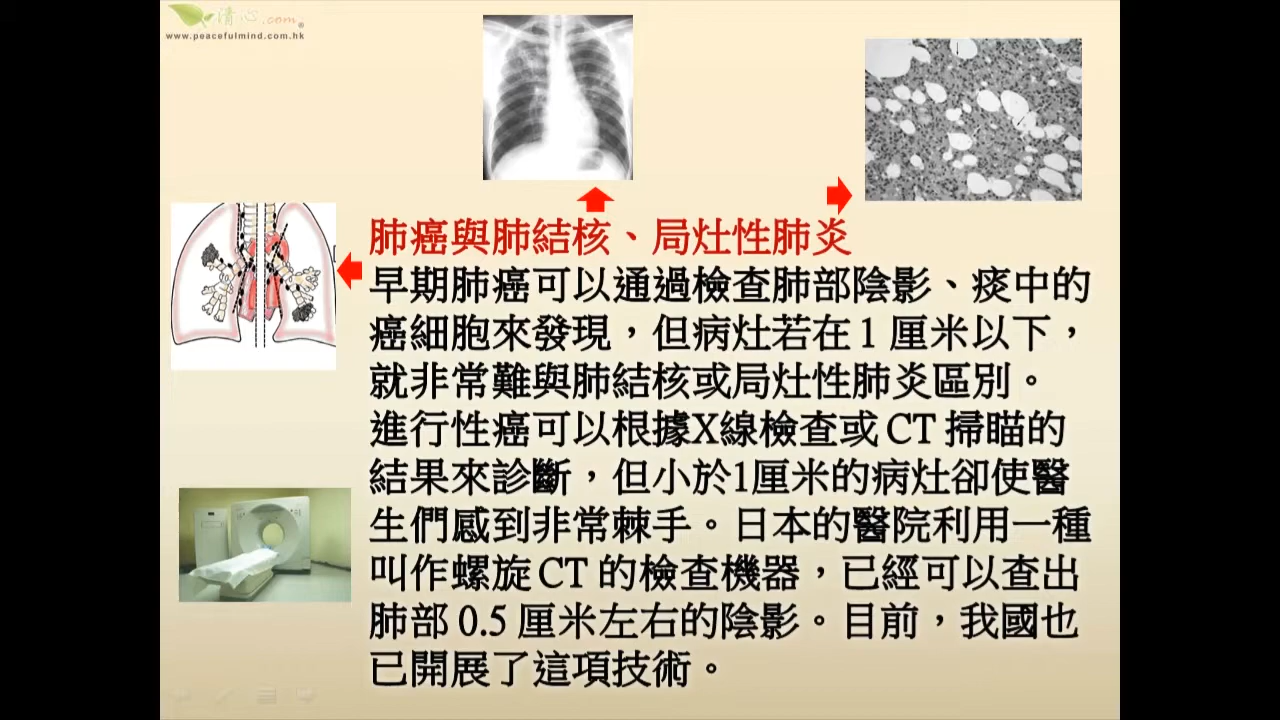 清心.com
www.peacefulmind.com.hk
肺癌與肺結核、局灶性肺炎
早期肺癌可以通過檢查肺部陰影、痰中的
癌細胞來發現，但病灶若在 1 厘米以下，
就非常難與肺結核或局灶性肺炎區別。
進行性癌可以根據X線檢查或 CT 掃瞄的
結果來診斷，但小於1厘米的病灶卻使醫
生們感到非常棘手。日本的醫院利用一種
叫作螺旋 CT 的檢查機器，已經可以查出
肺部 0.5 厘米左右的陰影。目前，我國也
已開展了這項技術。